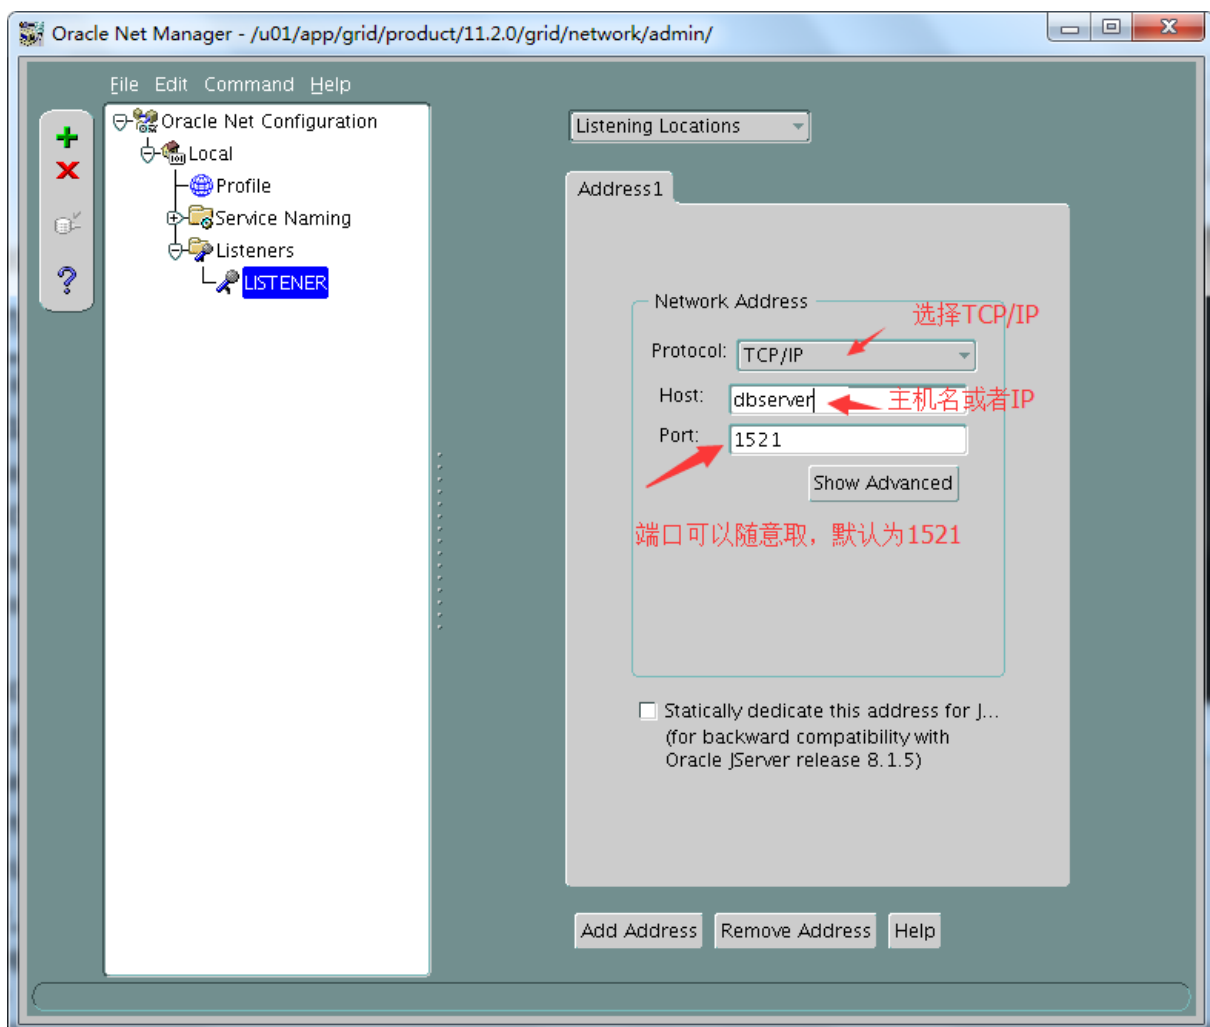 Oracle Net Manager - /u01/app/grid/product/11.2.0/grid/network/admin/
File Edit Command Help
Oracle Net Configuration
Local
Profile
Service Naming
Listeners
LISTENER
Listening Locations
Address1
Network Address
选择TCP/IP
Protocol: TCP/IP
Host: dbserver
主机名或者IP
Port: 1521
Show Advanced
端口可以随意取，默认为1521
Statically dedicate this address for J...
(for backward compatibility with
Oracle JServer release 8.1.5)
Add Address Remove Address Help